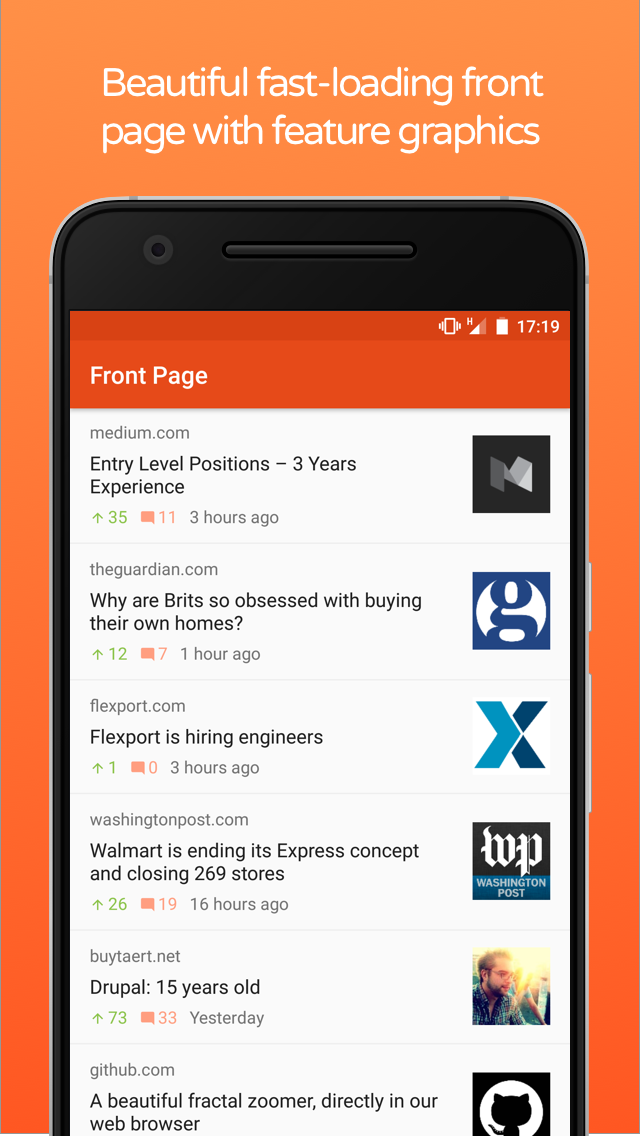 Beautiful fast-loading front
page with feature graphics
H 17:19
Front Page
medium.com
Entry Level Positions – 3 Years
Experience
35 11 3 hours ago
theguardian.com
Why are Brits so obsessed with buying
their own homes?
12 7 1 hour ago
g
flexport.com
Flexport is hiring engineers
1 0 3 hours ago
washingtonpost.com
Walmart is ending its Express concept
and closing 269 stores
26 19 16 hours ago
wp
WASHINGTON
POST
buytaert.net
Drupal: 15 years old
73 33 Yesterday
github.com
A beautiful fractal zoomer, directly in our
web browser